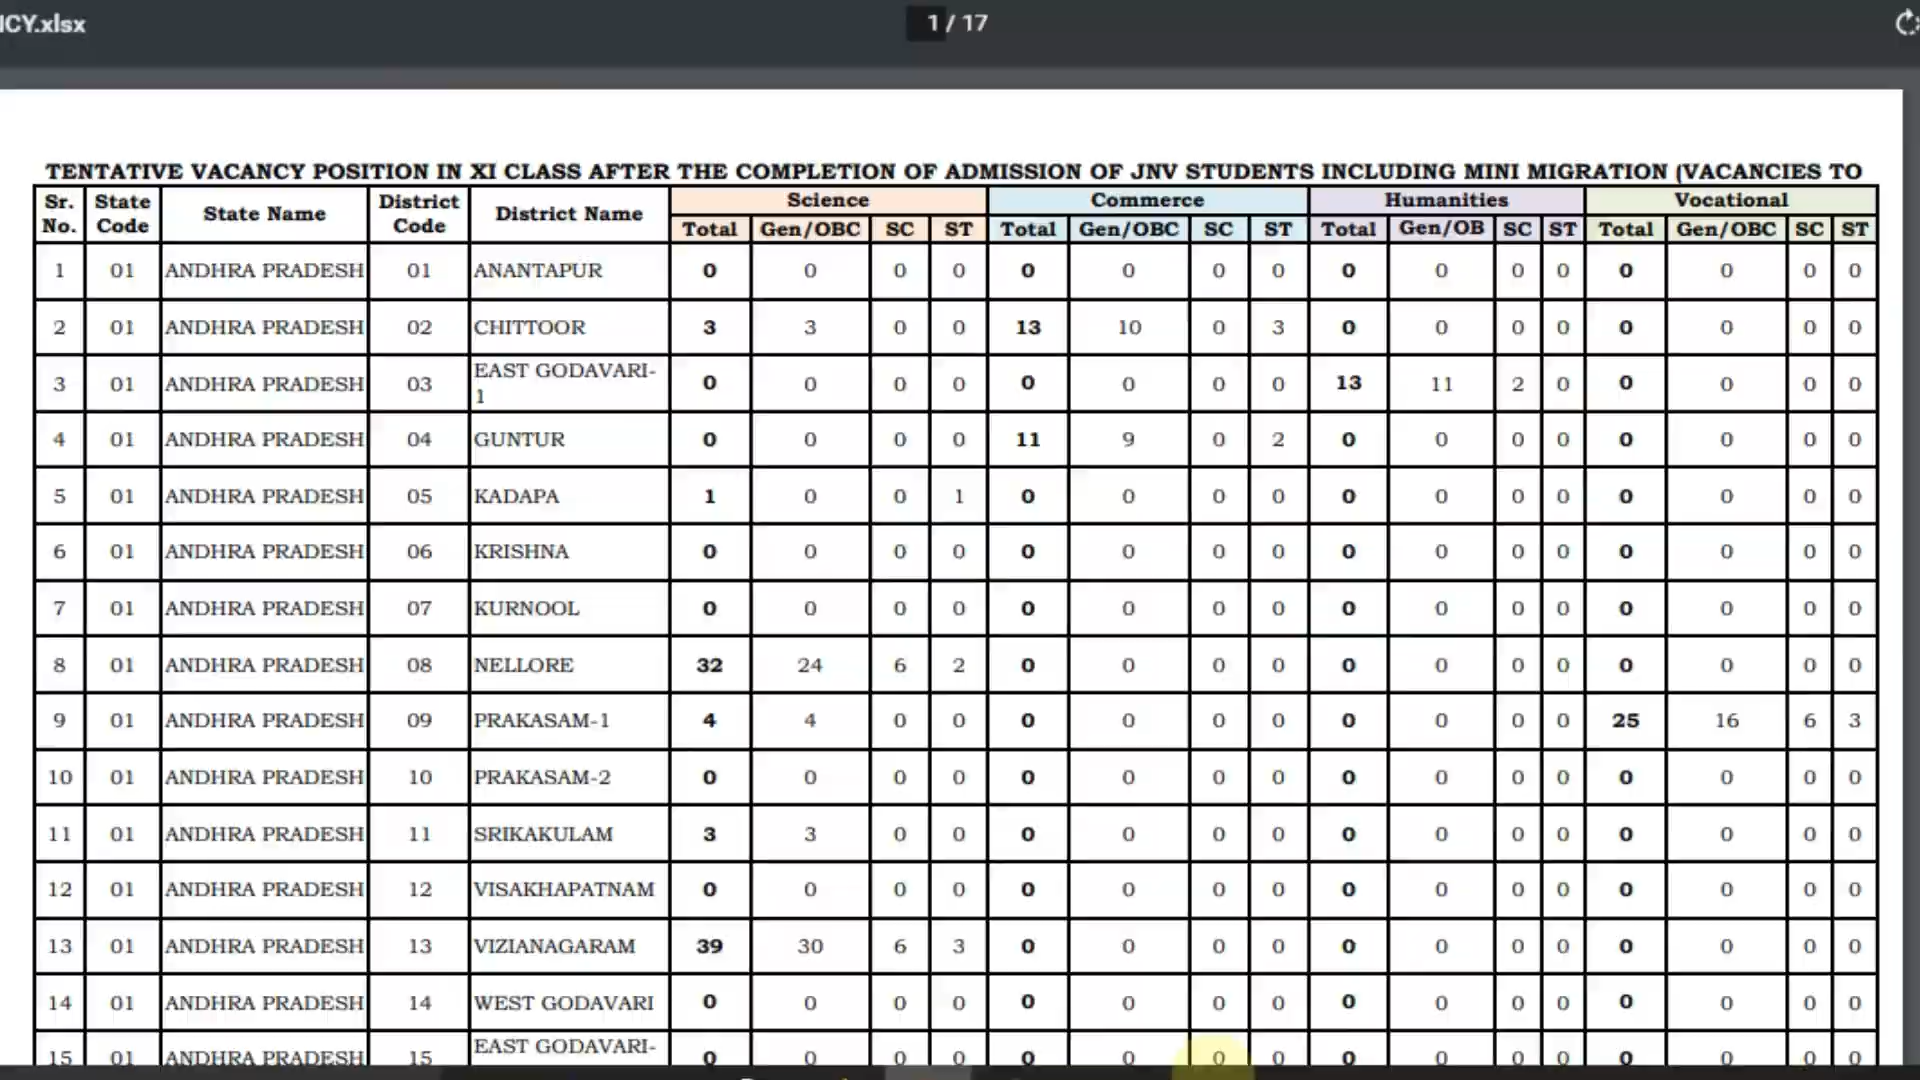 ICY.xlsx
1 / 17
TENTATIVE VACANCY POSITION IN XI CLASS AFTER THE COMPLETION OF ADMISSION OF JNV STUDENTS INCLUDING MINI MIGRATION (VACANCIES TO
Sr. No. State Code State Name District Code District Name Science Commerce Humanities Vocational
Total Gen/OBC SC ST Total Gen/OBC SC ST Total Gen/OB SC ST Total Gen/OBC SC ST
1 01 ANDHRA PRADESH 01 ANANTAPUR 0 0 0 0 0 0 0 0 0 0 0 0 0 0 0 0
2 01 ANDHRA PRADESH 02 CHITTOOR 3 3 0 0 13 10 0 3 0 0 0 0 0 0 0 0
3 01 ANDHRA PRADESH 03 EAST GODAVARI-1 0 0 0 0 0 0 0 0 13 11 2 0 0 0 0 0
4 01 ANDHRA PRADESH 04 GUNTUR 0 0 0 0 11 9 0 2 0 0 0 0 0 0 0 0
5 01 ANDHRA PRADESH 05 KADAPA 1 0 0 1 0 0 0 0 0 0 0 0 0 0 0 0
6 01 ANDHRA PRADESH 06 KRISHNA 0 0 0 0 0 0 0 0 0 0 0 0 0 0 0 0
7 01 ANDHRA PRADESH 07 KURNOOL 0 0 0 0 0 0 0 0 0 0 0 0 0 0 0 0
8 01 ANDHRA PRADESH 08 NELLORE 32 24 6 2 0 0 0 0 0 0 0 0 0 0 0 0
9 01 ANDHRA PRADESH 09 PRAKASAM-1 4 4 0 0 0 0 0 0 0 0 0 0 25 16 6 3
10 01 ANDHRA PRADESH 10 PRAKASAM-2 0 0 0 0 0 0 0 0 0 0 0 0 0 0 0 0
11 01 ANDHRA PRADESH 11 SRIKAKULAM 3 3 0 0 0 0 0 0 0 0 0 0 0 0 0 0
12 01 ANDHRA PRADESH 12 VISAKHAPATNAM 0 0 0 0 0 0 0 0 0 0 0 0 0 0 0 0
13 01 ANDHRA PRADESH 13 VIZIANAGARAM 39 30 6 3 0 0 0 0 0 0 0 0 0 0 0 0
14 01 ANDHRA PRADESH 14 WEST GODAVARI 0 0 0 0 0 0 0 0 0 0 0 0 0 0 0 0
15 01 ANDHRA PRADESH 15 EAST GODAVARI- 0 0 0 0 0 0 0 0 0 0 0 0 0 0 0 0